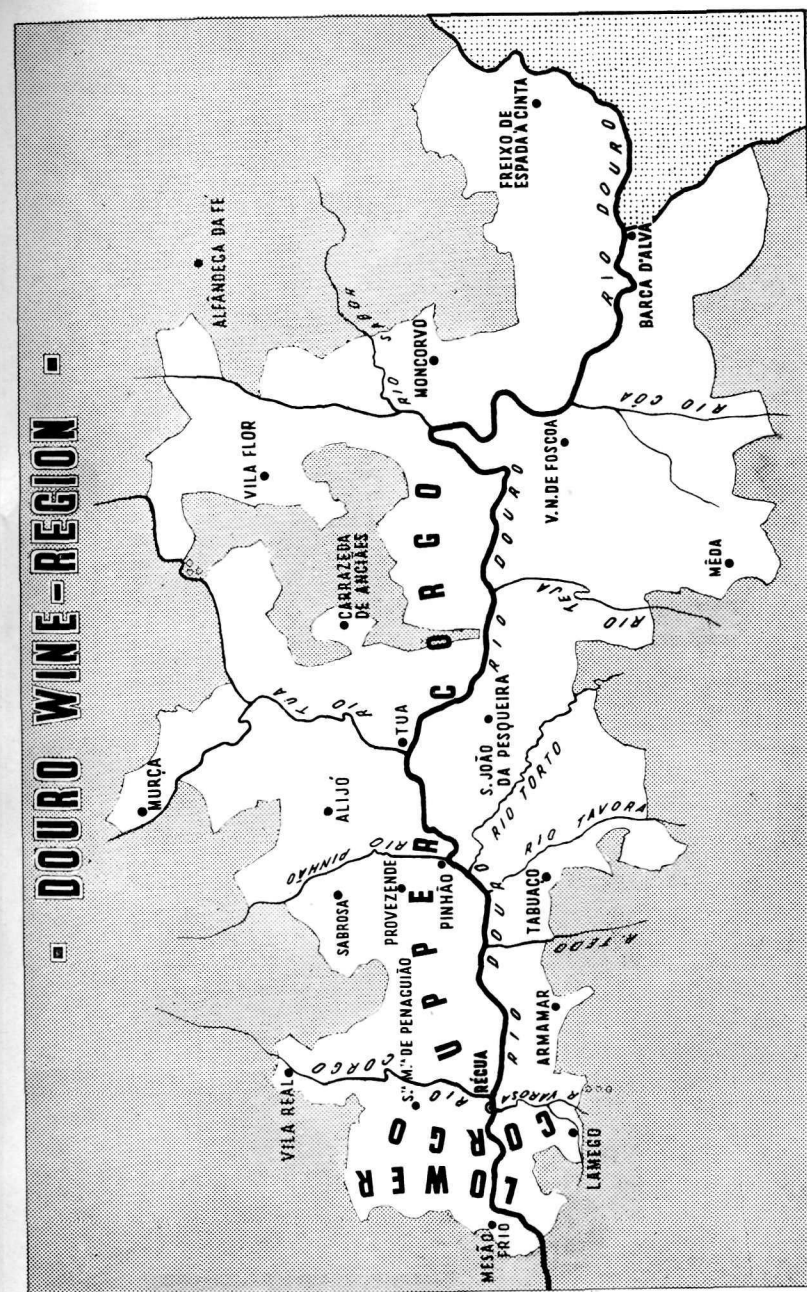 - DOURO WINE-REGION -
MURÇA
ALFÂNDEGA DA FÉ
VILA REAL
SABROSA
ALIJÓ
VILA FLOR
CARRAZEDA
DE ANCIÃES
RIO TUA
RIO PINHÃO
RIO CORGO
RIO SABOR
MONCORVO
PROVEZENDE
TUA
PINHÃO
S.TA M.TA DE PENAGUIÃO
LOWER
CORGO
UPPER CORGO
FREIXO DE
ESPADA À CINTA
MESÃO
FRIO
RÉGUA
RIO DOURO
RIO DOURO
RIO DOURO
S. JOÃO
DA PESQUEIRA
V.N. DE FOSCOA
BARCA D'ALVA
LAMEGO
R. VAROSA
ARMAMAR
R. TEDO
TABUAÇO
RIO TAVORA
RIO TORTO
RIO TEJA
MÊDA
RIO CÔA